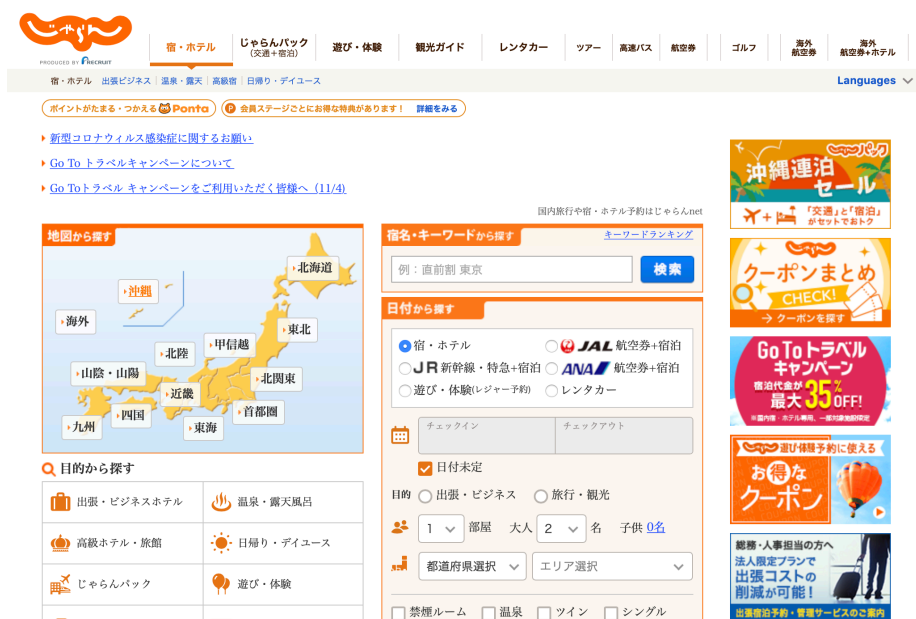 じゃらん
PRODUCED BY RECRUIT
宿・ホテル
じゃらんパック
(交通＋宿泊)
遊び・体験
観光ガイド
レンタカー
ツアー
高速バス
航空券
ゴルフ
海外
航空券
海外
航空券+ホテル
宿・ホテル 出張ビジネス 温泉・露天 高級宿 日帰り・デイユース
Languages
ポイントがたまる・つかえる Ponta
P 会員ステージごとにお得な特典があります！ 詳細をみる
新型コロナウィルス感染症に関するお願い
Go To トラベルキャンペーンについて
Go Toトラベル キャンペーンをご利用いただく皆様へ（11/4）
国内旅行や宿・ホテル予約はじゃらんnet
地図から探す
北海道
沖縄
海外
東北
甲信越
北陸
山陰・山陽
北関東
近畿
首都圏
四国
九州
東海
目的から探す
出張・ビジネスホテル
温泉・露天風呂
高級ホテル・旅館
日帰り・デイユース
じゃらんパック
遊び・体験
宿名・キーワードから探す
キーワードランキング
例：直前割 東京
検索
日付から探す
宿・ホテル
JAL 航空券+宿泊
JR 新幹線・特急+宿泊
ANA 航空券+宿泊
遊び・体験(レジャー予約)
レンタカー
チェックイン
チェックアウト
日付未定
目的 出張・ビジネス 旅行・観光
1 部屋 大人 2 名 子供 0名
都道府県選択
エリア選択
禁煙ルーム 温泉 ツイン シングル
じゃらんパック
沖縄連泊
セール
「交通」と「宿泊」
がセットでおトク
じゃらん
クーポンまとめ
CHECK!
クーポンを探す
Go To トラベル
キャンペーン
宿泊代金が
最大35%OFF!
※国内宿・ホテル専用、一部対象施設限定
じゃらん遊び・体験予約に使える
お得な
クーポン
総務・人事担当の方へ
法人限定プランで
出張コストの
削減が可能！
出張宿泊予約・管理サービスのご案内